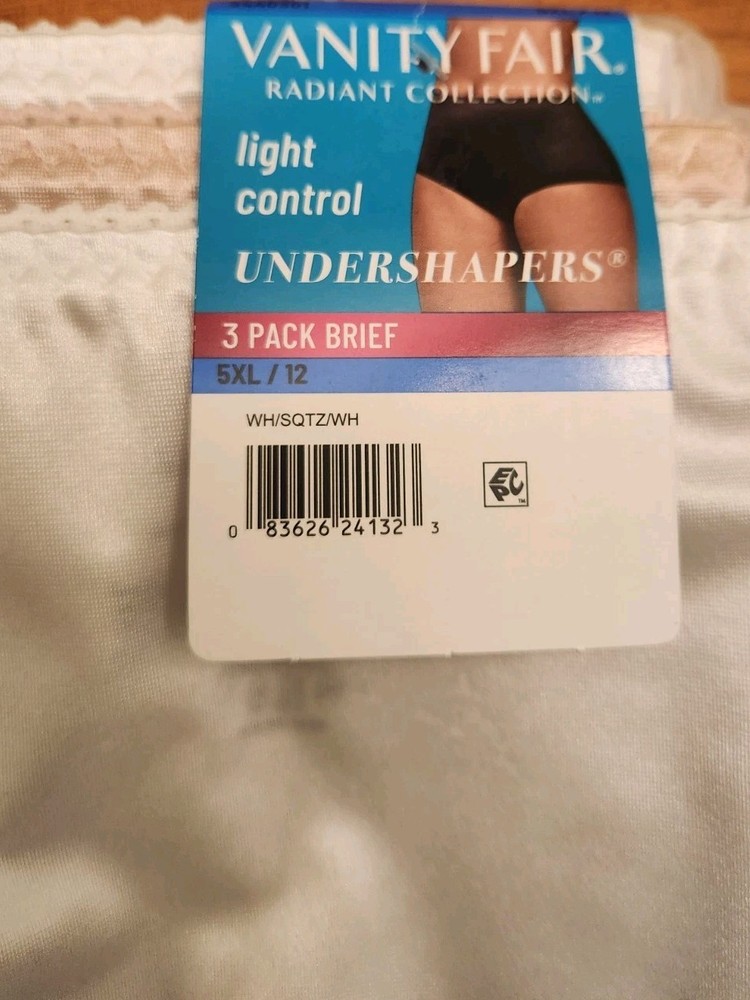 VANITY FAIR®
RADIANT COLLECTION™
light
control
UNDERSHAPERS®
3 PACK BRIEF
5XL / 12
WH/SQTZ/WH
0 83626 24132 3
EPC™